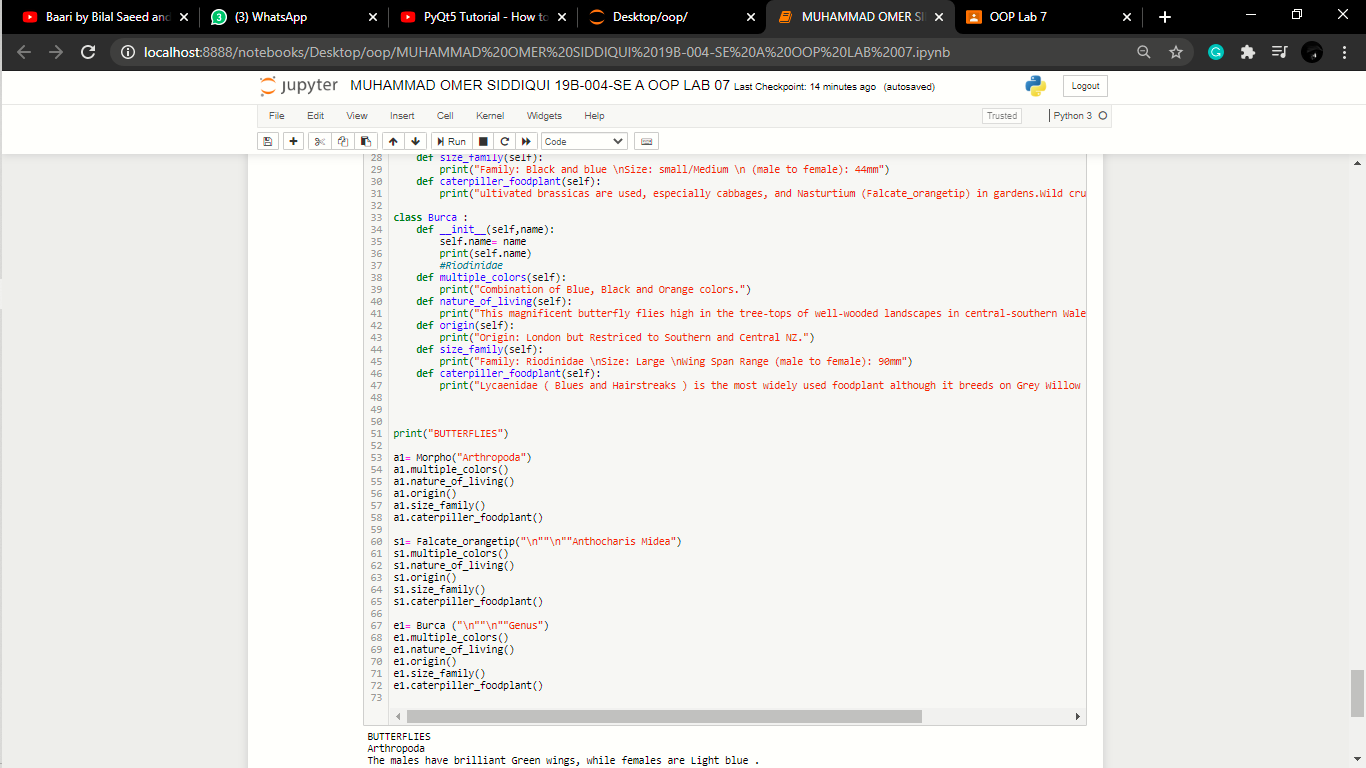 Baari by Bilal Saeed and
(3) WhatsApp
PyQt5 Tutorial - How to
Desktop/oop/
MUHAMMAD OMER SI
OOP Lab 7
localhost:8888/notebooks/Desktop/oop/MUHAMMAD%20OMER%20SIDDIQUI%2019B-004-SE%20A%20OOP%20LAB%2007.ipynb
jupyter MUHAMMAD OMER SIDDIQUI 19B-004-SE A OOP LAB 07 Last Checkpoint: 14 minutes ago (autosaved)
Logout
File Edit View Insert Cell Kernel Widgets Help
Trusted
Python 3
Run
Code
28 def size_family(self):
29 print("Family: Black and blue \nSize: small/Medium \n (male to female): 44mm")
30 def caterpiller_foodplant(self):
31 print("ultivated brassicas are used, especially cabbages, and Nasturtium (Falcate_orangetip) in gardens.Wild cru
32
33 class Burca :
34 def __init__(self,name):
35 self.name= name
36 print(self.name)
37 #Riodinidae
38 def multiple_colors(self):
39 print("Combination of Blue, Black and Orange colors.")
40 def nature_of_living(self):
41 print("This magnificent butterfly flies high in the tree-tops of well-wooded landscapes in central-southern Wale
42 def origin(self):
43 print("Origin: London but Restriced to Southern and Central NZ.")
44 def size_family(self):
45 print("Family: Riodinidae \nSize: Large \nWing Span Range (male to female): 90mm")
46 def caterpiller_foodplant(self):
47 print("Lycaenidae ( Blues and Hairstreaks ) is the most widely used foodplant although it breeds on Grey Willow
48
49
50
51 print("BUTTERFLIES")
52
53 a1= Morpho("Arthropoda")
54 a1.multiple_colors()
55 a1.nature_of_living()
56 a1.origin()
57 a1.size_family()
58 a1.caterpiller_foodplant()
59
60 s1= Falcate_orangetip("\n""\n""Anthocharis Midea")
61 s1.multiple_colors()
62 s1.nature_of_living()
63 s1.origin()
64 s1.size_family()
65 s1.caterpiller_foodplant()
66
67 e1= Burca ("\n""\n""Genus")
68 e1.multiple_colors()
69 e1.nature_of_living()
70 e1.origin()
71 e1.size_family()
72 e1.caterpiller_foodplant()
73
BUTTERFLIES
Arthropoda
The males have brilliant Green wings, while females are Light blue .